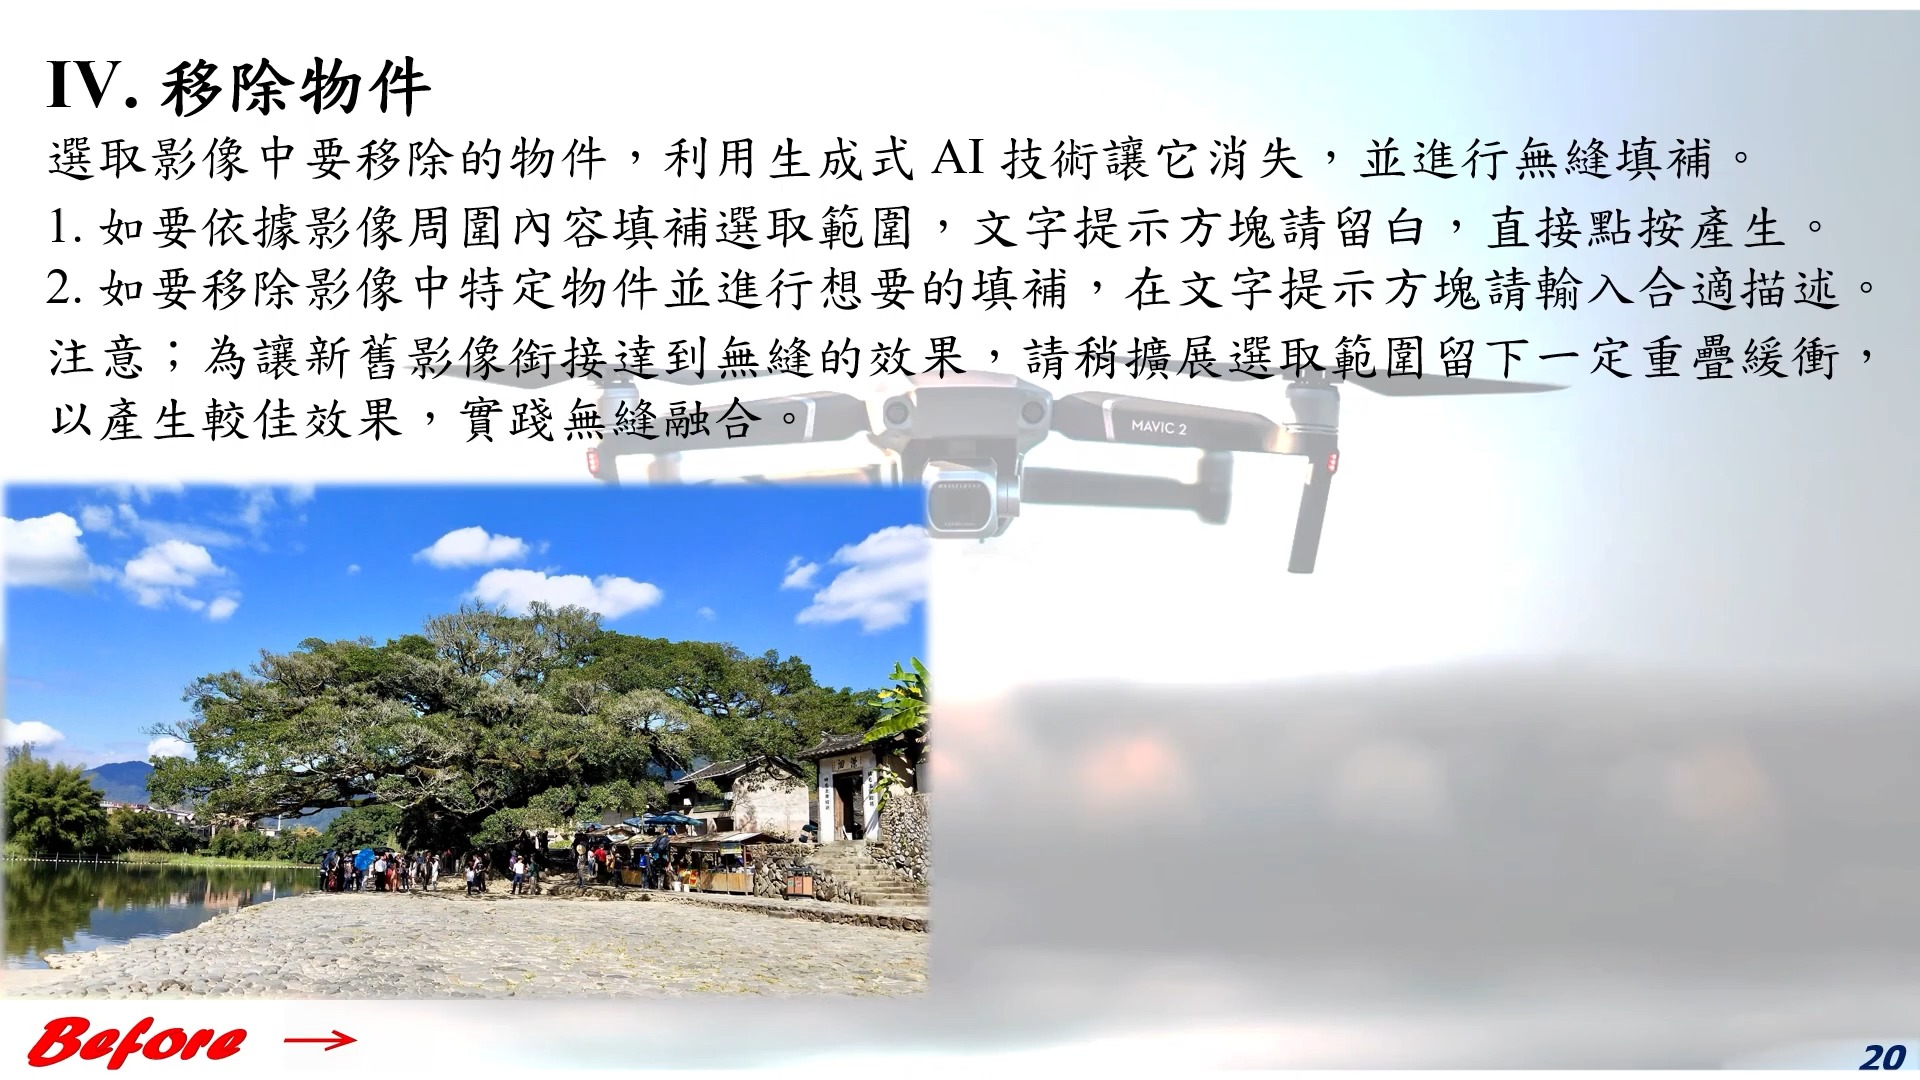 IV. 移除物件
選取影像中要移除的物件，利用生成式 AI 技術讓它消失，並進行無縫填補。
1. 如要依據影像周圍內容填補選取範圍，文字提示方塊請留白，直接點按產生。
2. 如要移除影像中特定物件並進行想要的填補，在文字提示方塊請輸入合適描述。
注意；為讓新舊影像銜接達到無縫的效果，請稍擴展選取範圍留下一定重疊緩衝，
以產生較佳效果，實踐無縫融合。
MAVIC 2
Before →
20